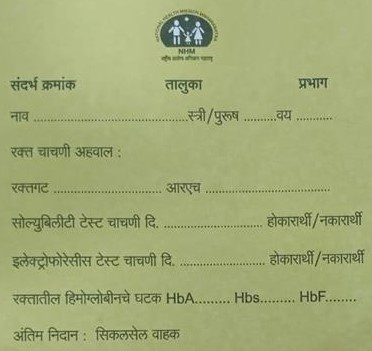 NATIONAL HEALTH MISSION MAHARASHTRA
NHM
राष्ट्रीय आरोग्य अभियान महाराष्ट्र
संदर्भ क्रमांक तालुका प्रभाग
नाव ..........................................स्त्री/पुरूष .........वय ..........
रक्त चाचणी अहवाल :
रक्तगट ............................. आरएच .................................
सोल्युबिलीटी टेस्ट चाचणी दि. ....................... होकारार्थी/नकारार्थी
इलेक्ट्रोफोरेसीस टेस्ट चाचणी दि. ....................... होकारार्थी/नकारार्थी
रक्तातील हिमोग्लोबीनचे घटक HbA......... Hbs......... HbF........
अंतिम निदान : सिकलसेल वाहक